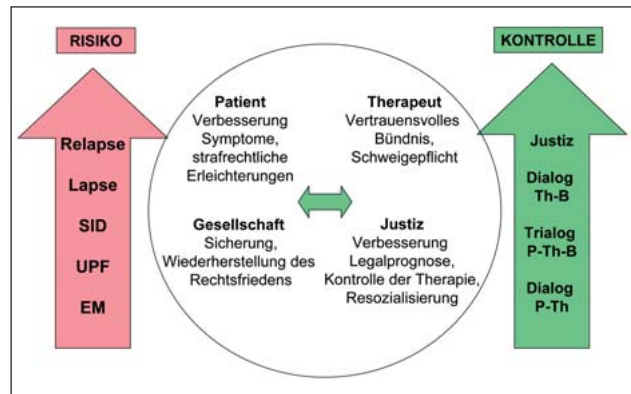 RISIKO
Relapse
Lapse
SID
UPF
EM
Patient
Verbesserung
Symptome,
strafrechtliche
Erleichterungen
Therapeut
Vertrauensvolles
Bündnis,
Schweigepflicht
Gesellschaft
Sicherung,
Wiederherstellung des
Rechtsfriedens
Justiz
Verbesserung
Legalprognose,
Kontrolle der Therapie,
Resozialisierung
KONTROLLE
Justiz
Dialog
Th-B
Trialog
P-Th-B
Dialog
P-Th